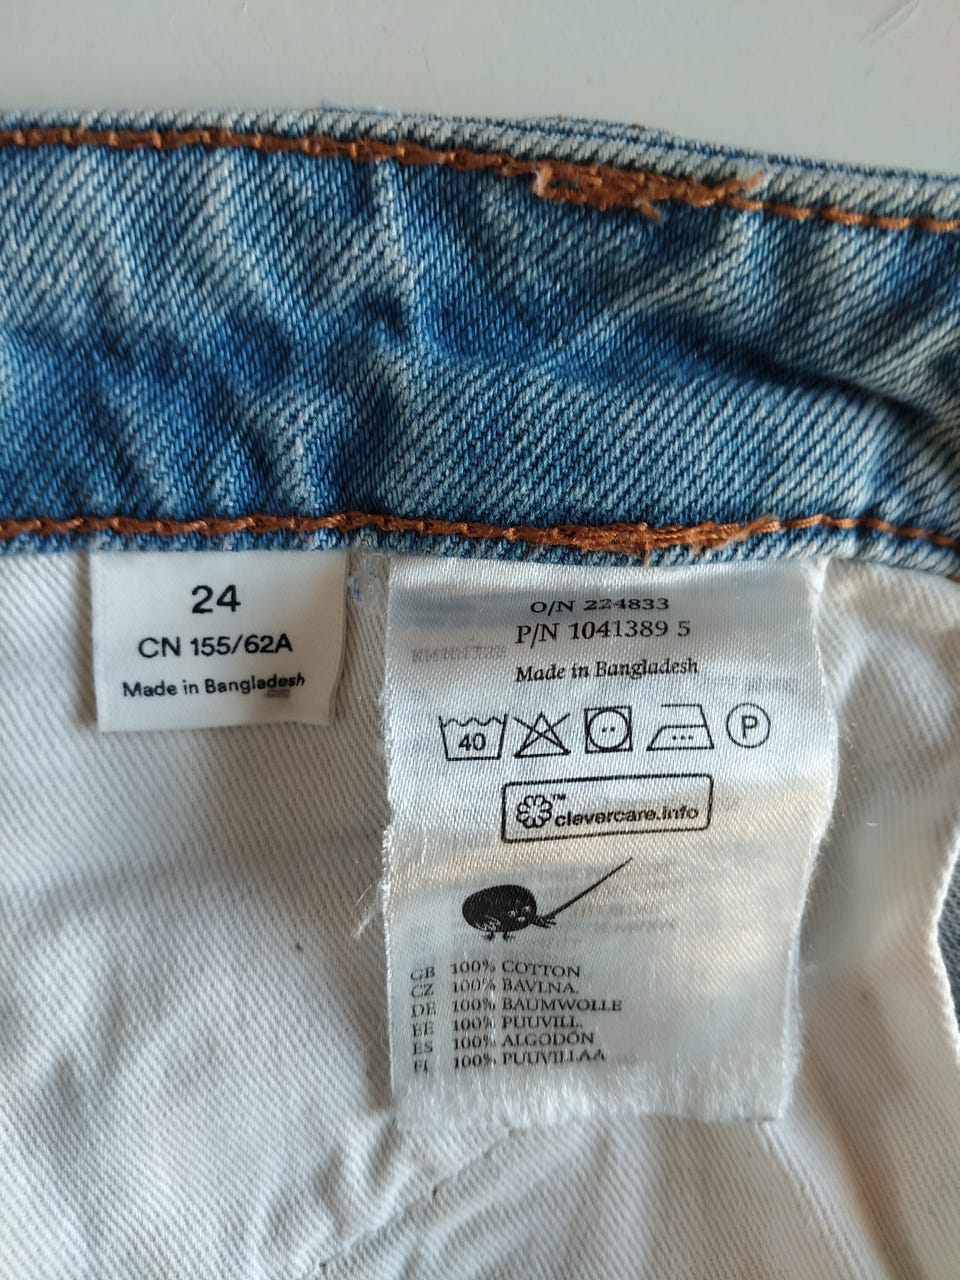 24
CN 155/62A
Made in Bangladesh
O/N 224833
P/N 1041389 5
Made in Bangladesh
40
P
™
clevercare.info
GB 100% COTTON
CZ 100% BAVLNA.
DE 100% BAUMWOLLE
EE 100% PUUVILL.
ES 100% ALGODÓN
FI 100% PUUVILLAA